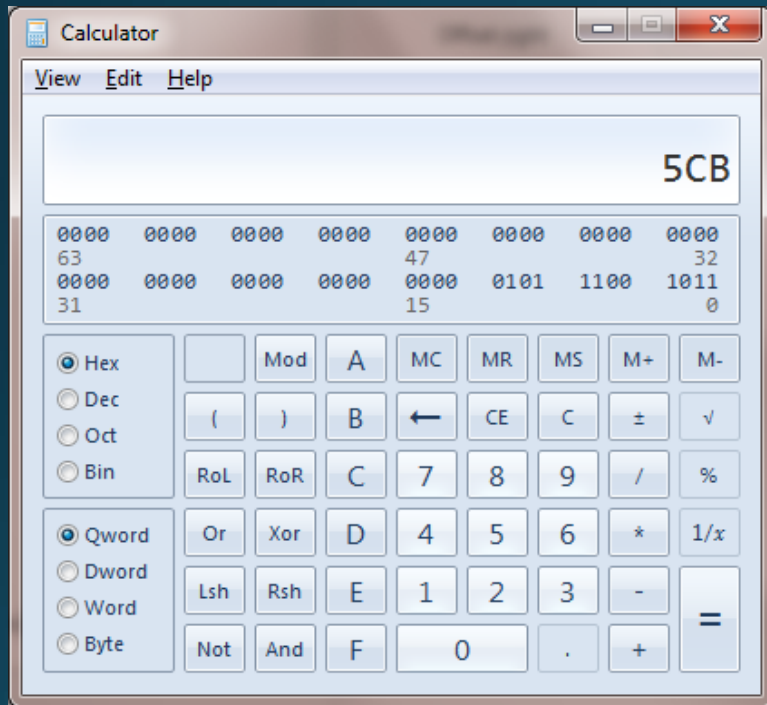 Calculator
View Edit Help
5CB
0000 0000 0000 0000 0000 0000 0000 0000
63 47 32
0000 0000 0000 0000 0000 0101 1100 1011
31 15 0
Hex Mod A MC MR MS M+ M-
Dec ( ) B ← CE C ± √
Oct
Bin RoL RoR C 7 8 9 / %
Qword Or Xor D 4 5 6 * 1/x
Dword Lsh Rsh E 1 2 3 - =
Word
Byte Not And F 0 . +